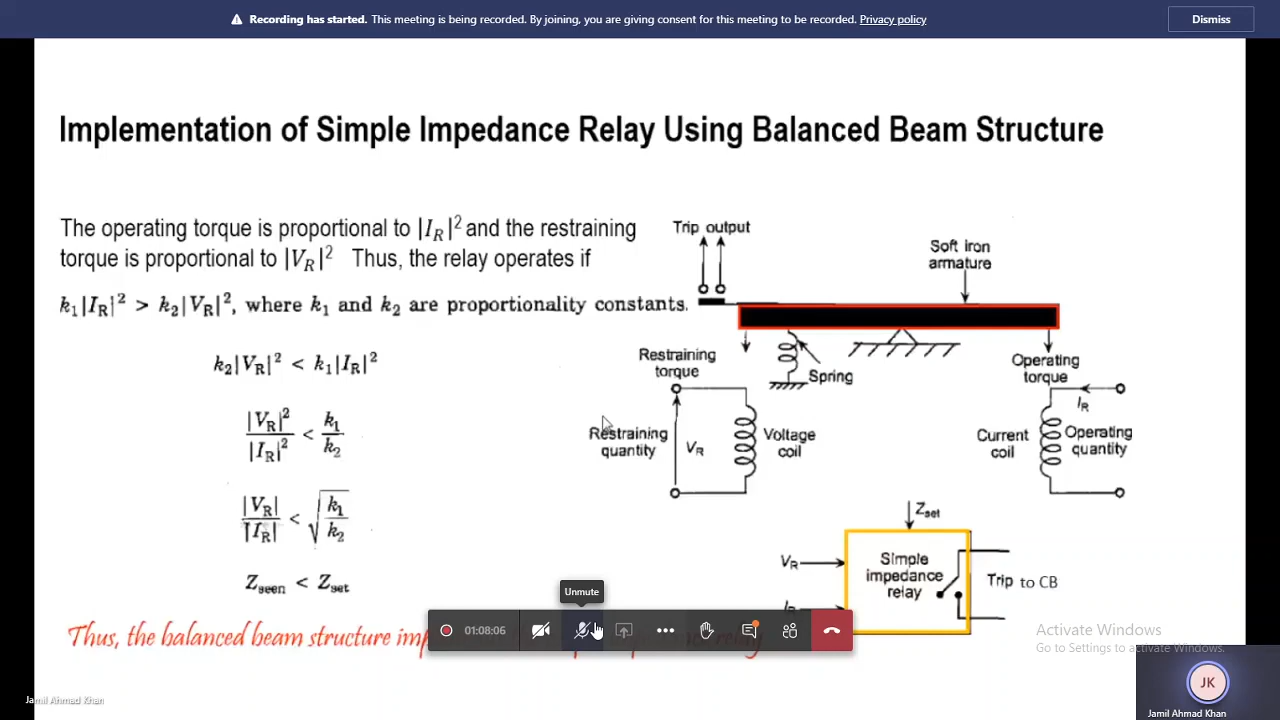 Recording has started. This meeting is being recorded. By joining, you are giving consent for this meeting to be recorded. Privacy policy
Dismiss
Implementation of Simple Impedance Relay Using Balanced Beam Structure
The operating torque is proportional to |I_R|² and the restraining
torque is proportional to |V_R|² Thus, the relay operates if
k₁|I_R|² > k₂|V_R|², where k₁ and k₂ are proportionality constants.
k₂|V_R|² < k₁|I_R|²
|V_R|² / |I_R|² < k₁ / k₂
|V_R| / |I_R| < √(k₁ / k₂)
Z_seen < Z_set
Thus, the balanced beam structure
relay
Trip output
Soft iron
armature
Restraining
torque
Spring
Operating
torque
Restraining
quantity
V_R
Voltage
coil
Current
coil
I_R
Operating
quantity
Z_set
V_R
Simple
impedance
relay
Trip to CB
I_R
Unmute
01:08:06
Activate Windows
Go to Settings to activate Windows.
JK
Jamil Ahmad Khan
Jamil Ahmad Khan